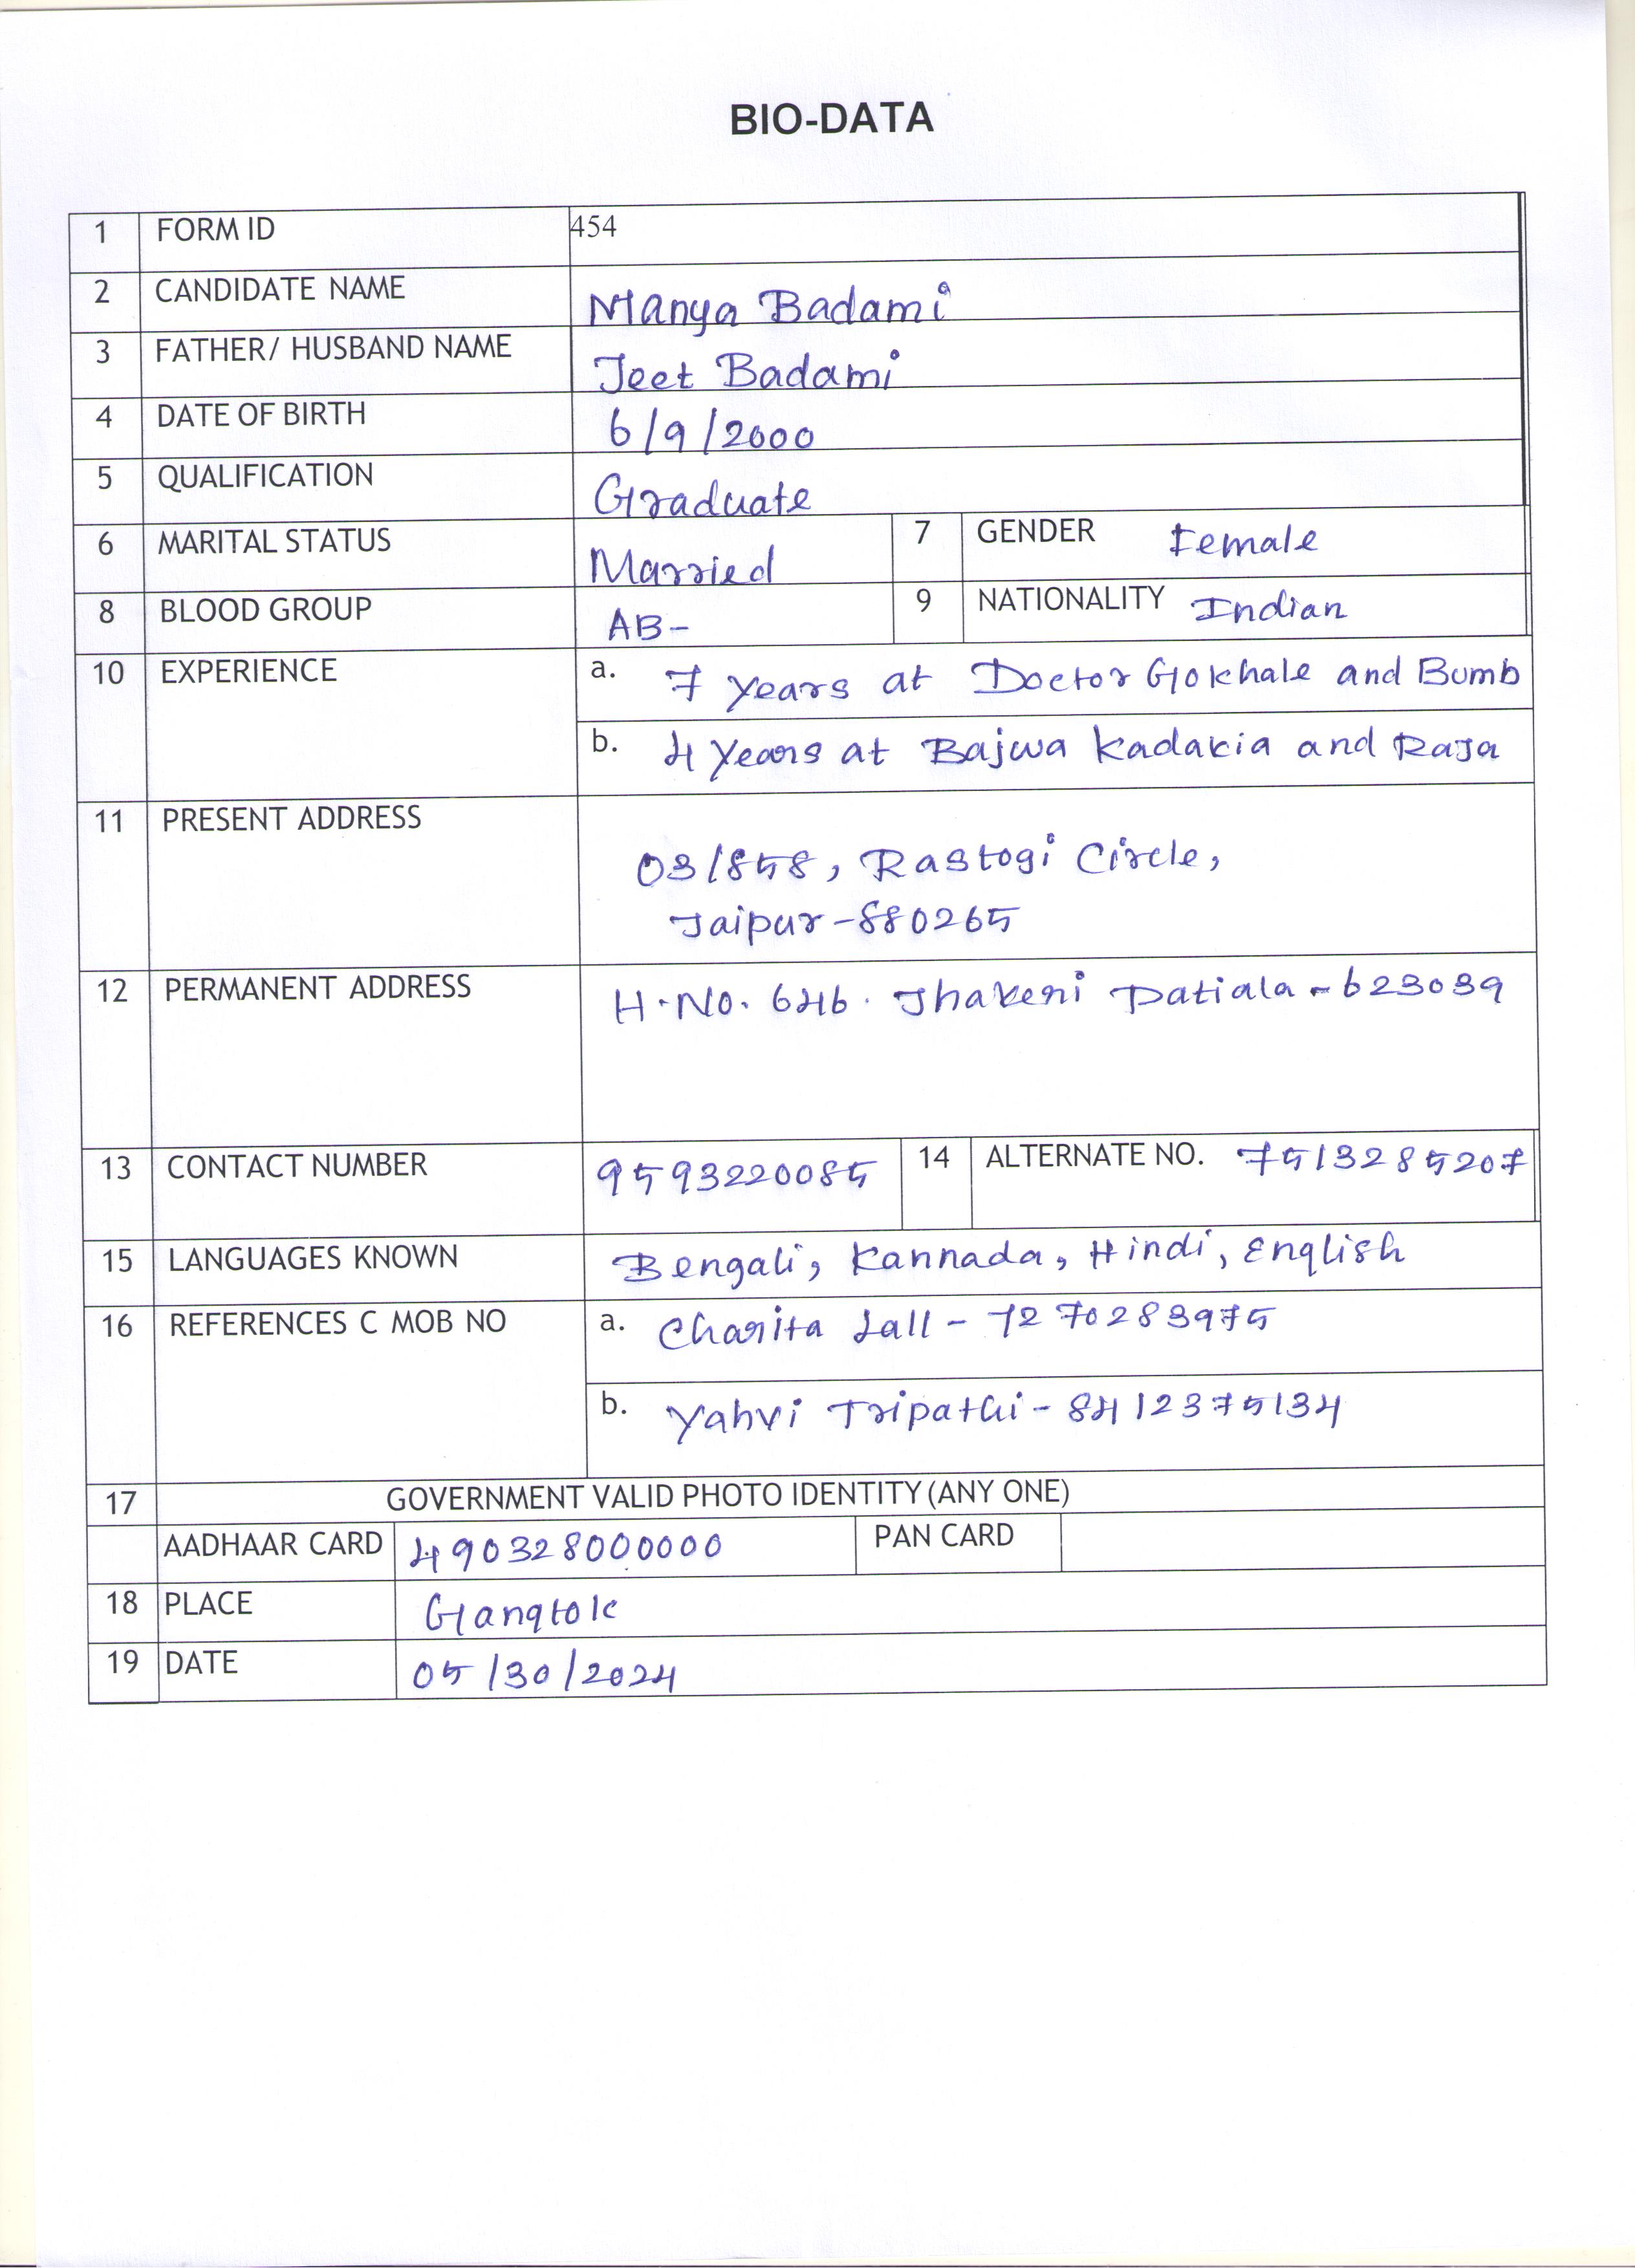 BIO-DATA
1 FORM ID 454
2 CANDIDATE NAME Manya Badami
3 FATHER/ HUSBAND NAME Jeet Badami
4 DATE OF BIRTH 6/9/2000
5 QUALIFICATION Graduate
6 MARITAL STATUS Married 7 GENDER Female
8 BLOOD GROUP AB- 9 NATIONALITY Indian
10 EXPERIENCE a. 7 years at Doctor Gokhale and Bumb
b. 4 years at Bajwa Kadakia and Raja
11 PRESENT ADDRESS
03/858, Rastogi Circle,
Jaipur-880265
12 PERMANENT ADDRESS H.No. 646. Jhaveri Patiala-623039
13 CONTACT NUMBER 9593220085 14 ALTERNATE NO. 7513285207
15 LANGUAGES KNOWN Bengali, Kannada, Hindi, English
16 REFERENCES C MOB NO a. Charita Lall - 7270283975
b. Yahvi Tripathi - 8412375134
17 GOVERNMENT VALID PHOTO IDENTITY (ANY ONE)
AADHAAR CARD 490328000000 PAN CARD
18 PLACE Gangtok
19 DATE 05/30/2024